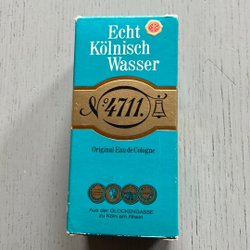 Echt
Kölnisch
Wasser
Nº 4711.
Original Eau de Cologne
Aus der GLOCKENGASSE
zu Köln am Rhein